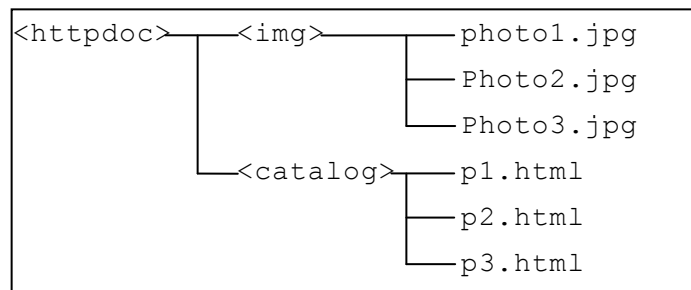 <httpdoc> <img> photo1.jpg
Photo2.jpg
Photo3.jpg
<catalog> p1.html
p2.html
p3.html